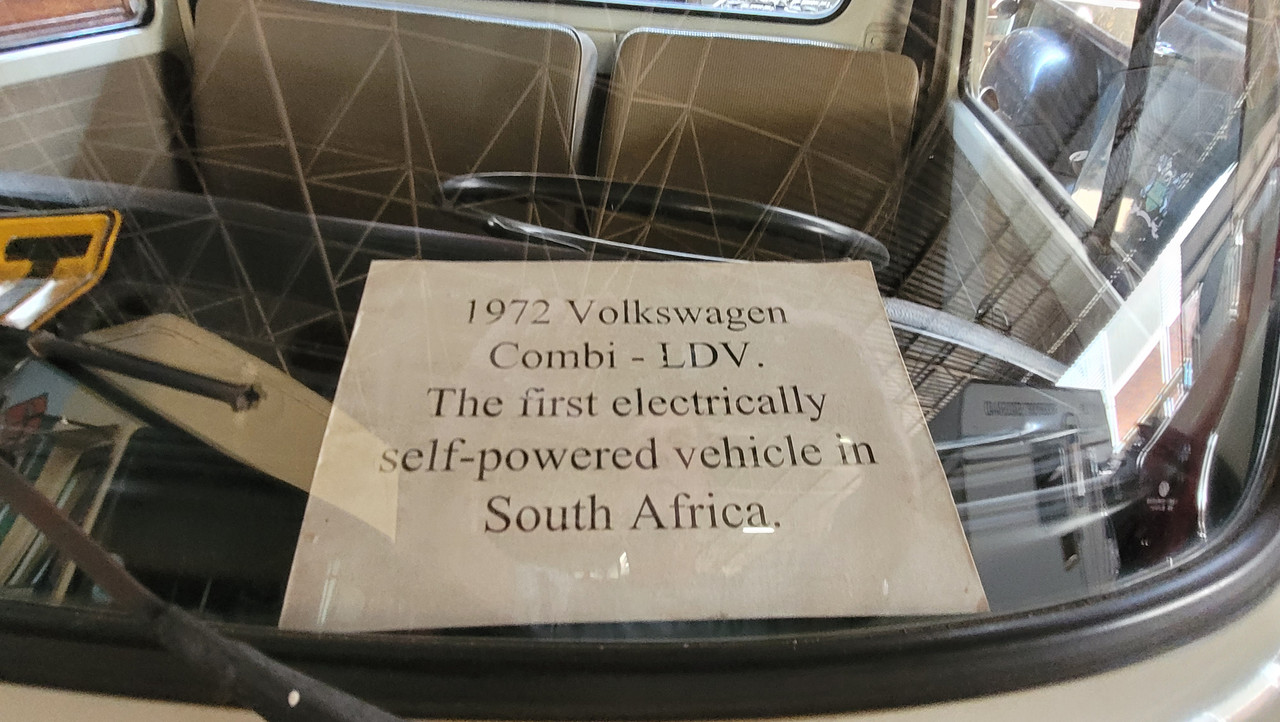 1972 Volkswagen
Combi - LDV.
The first electrically
self-powered vehicle in
South Africa.